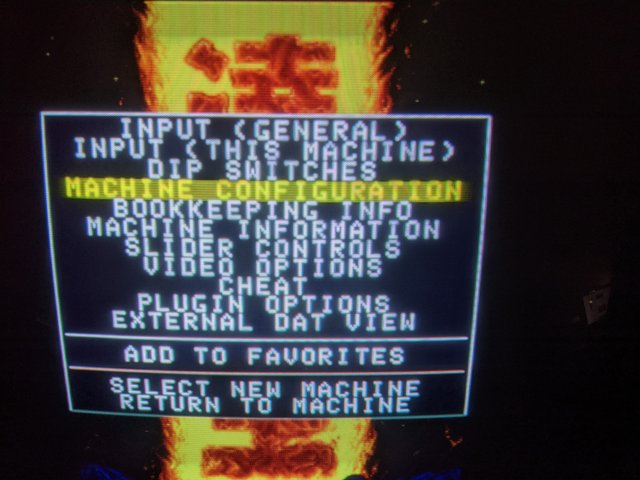 INPUT (GENERAL)
INPUT (THIS MACHINE)
DIP SWITCHES
MACHINE CONFIGURATION
BOOKKEEPING INFO
MACHINE INFORMATION
SLIDER CONTROLS
VIDEO OPTIONS
CHEAT
PLUGIN OPTIONS
EXTERNAL DAT VIEW
ADD TO FAVORITES
SELECT NEW MACHINE
RETURN TO MACHINE